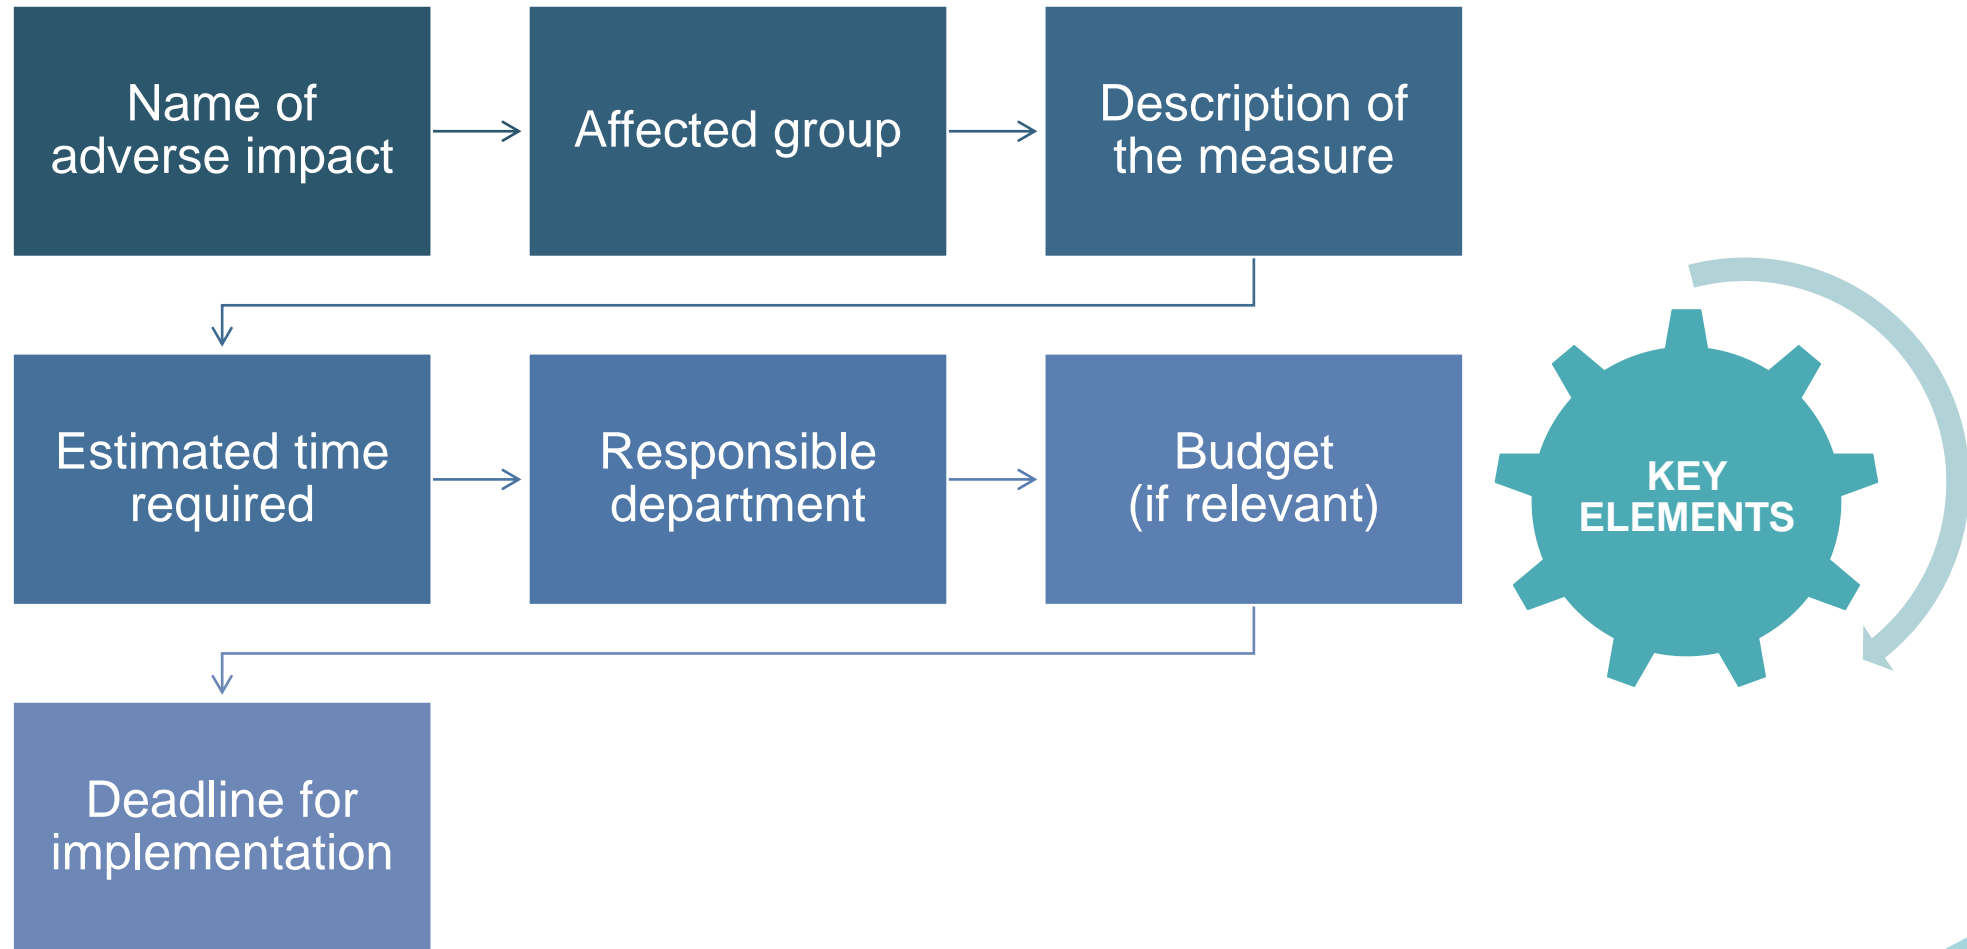 Name of
adverse impact
Affected group
Description of
the measure
Estimated time
required
Responsible
department
Budget
(if relevant)
Deadline for
implementation
KEY
ELEMENTS